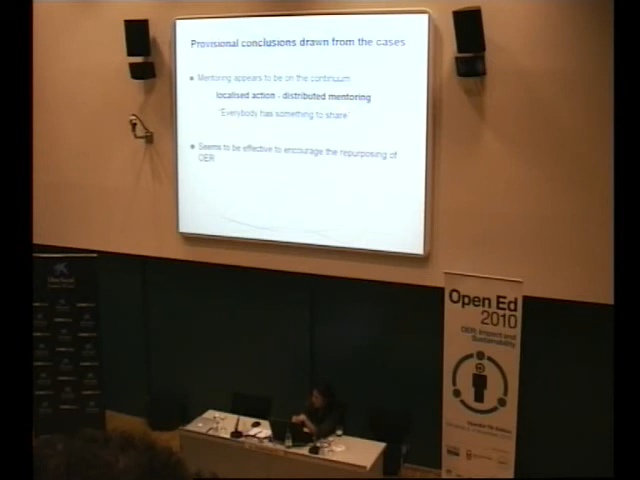 Provisional conclusions drawn from the cases
Mentoring appears to be on the continuum
localised action - distributed mentoring
"Everybody has something to share"
Seems to be effective to encourage the repurposing of
OER
Open Ed
2010
OER: Impact and
Sustainability